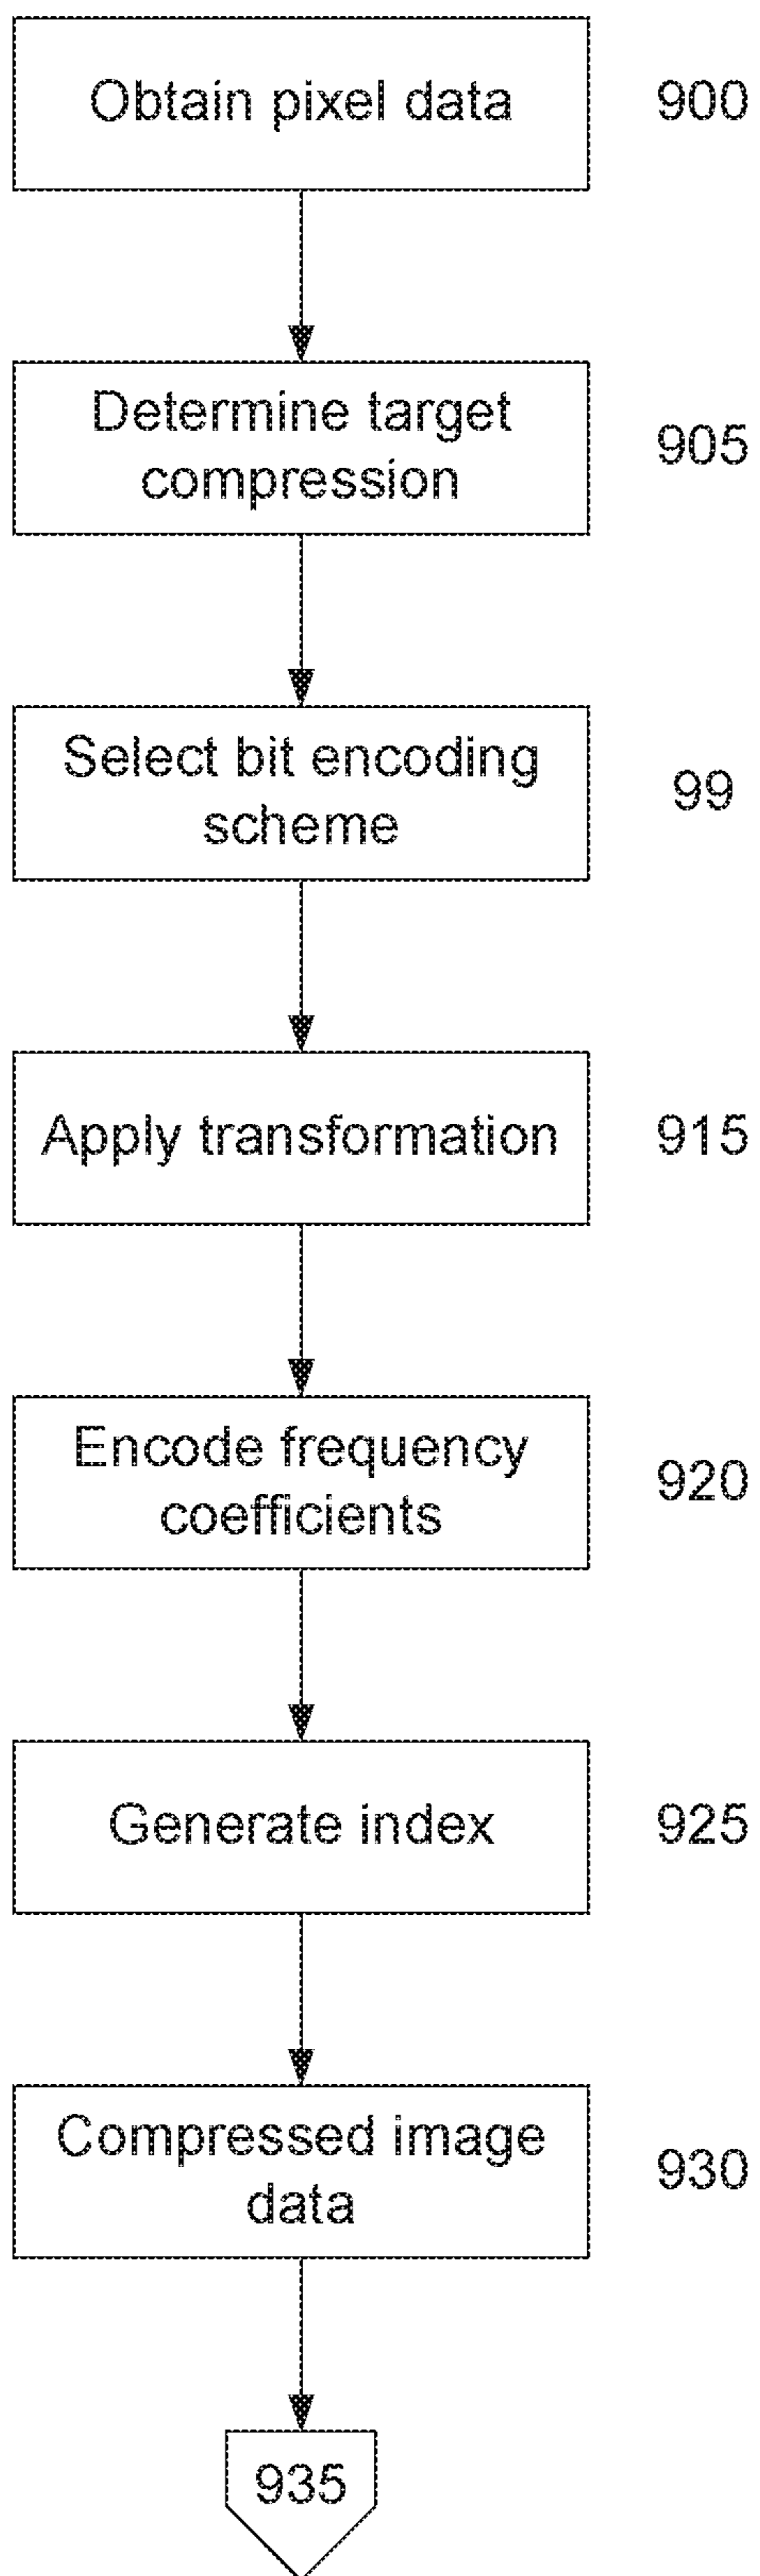 Obtain pixel data 900
Determine target
compression 905
Select bit encoding
scheme 99
Apply transformation 915
Encode frequency
coefficients 920
Generate index 925
Compressed image
data 930
935